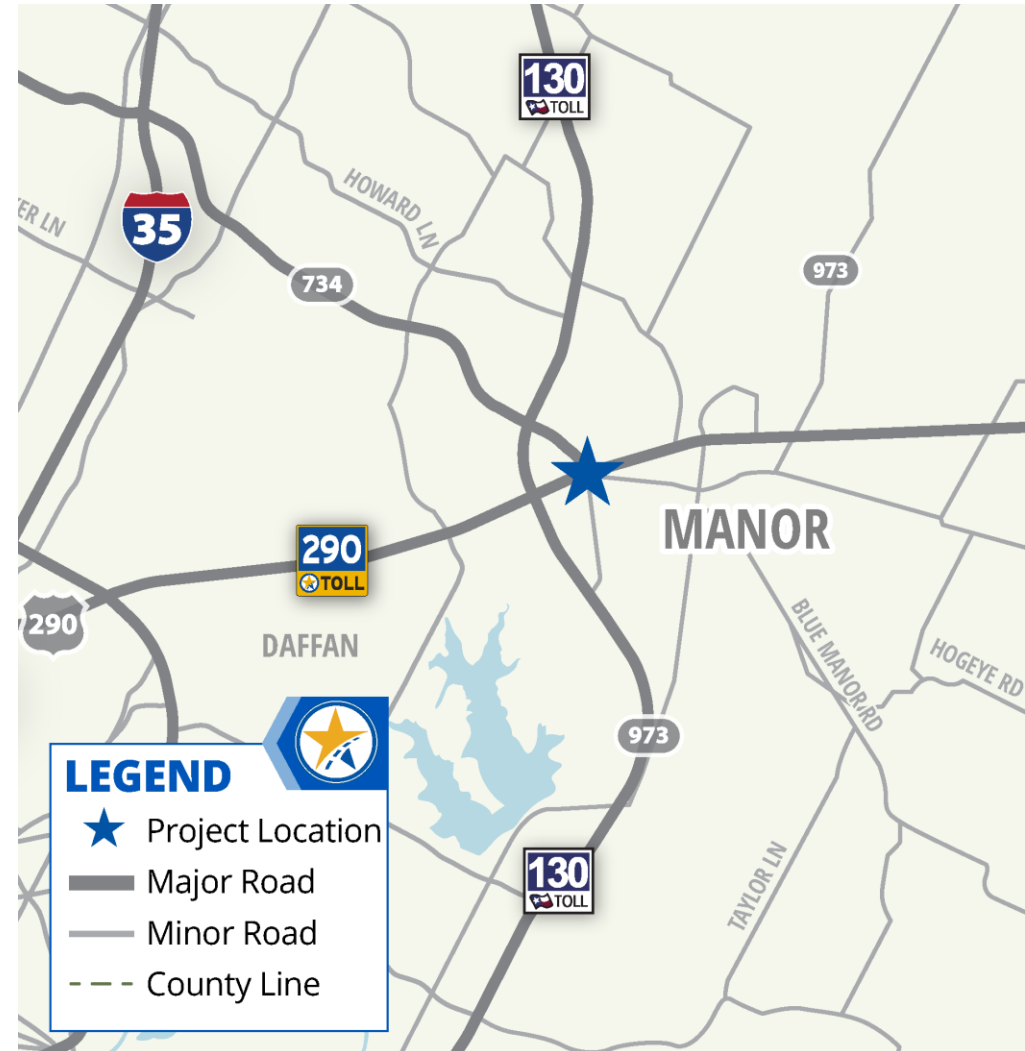 130
TOLL
HOWARD LN
ER LN
35
973
734
MANOR
290
TOLL
290
DAFFAN
BLUE MANOR RD
HOGEYE RD
973
LEGEND
Project Location
Major Road
Minor Road
County Line
130
TOLL
TAYLOR LN